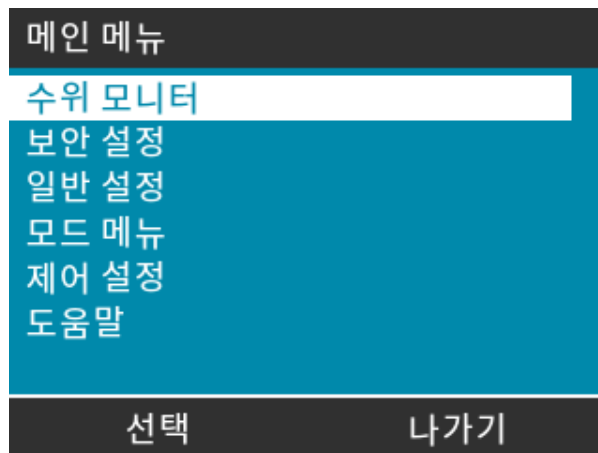 메인 메뉴
수위 모니터
보안 설정
일반 설정
모드 메뉴
제어 설정
도움말
선택 나가기